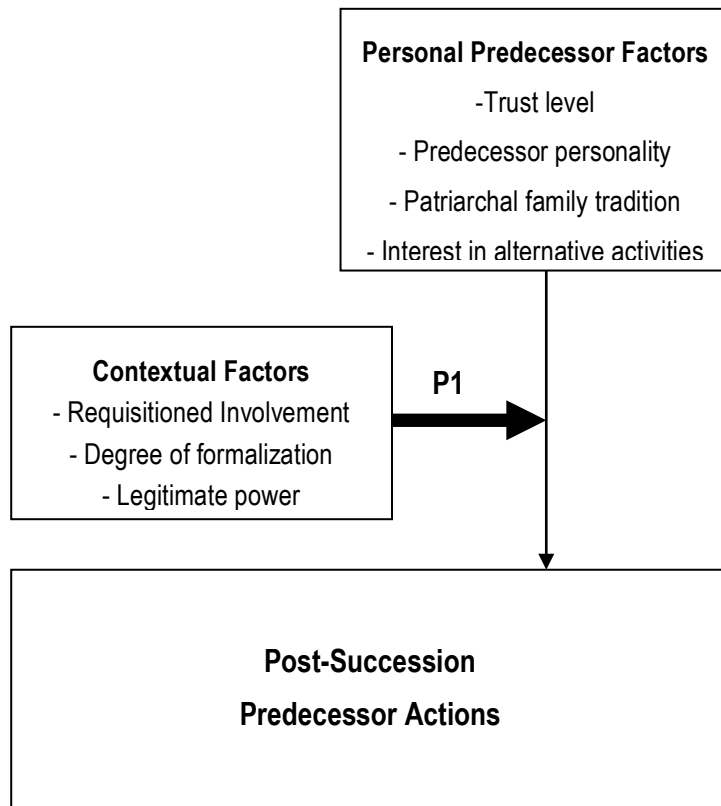 Personal Predecessor Factors
-Trust level
- Predecessor personality
- Patriarchal family tradition
- Interest in alternative activities
Contextual Factors
- Requisitioned Involvement
- Degree of formalization
- Legitimate power
P1
Post-Succession
Predecessor Actions